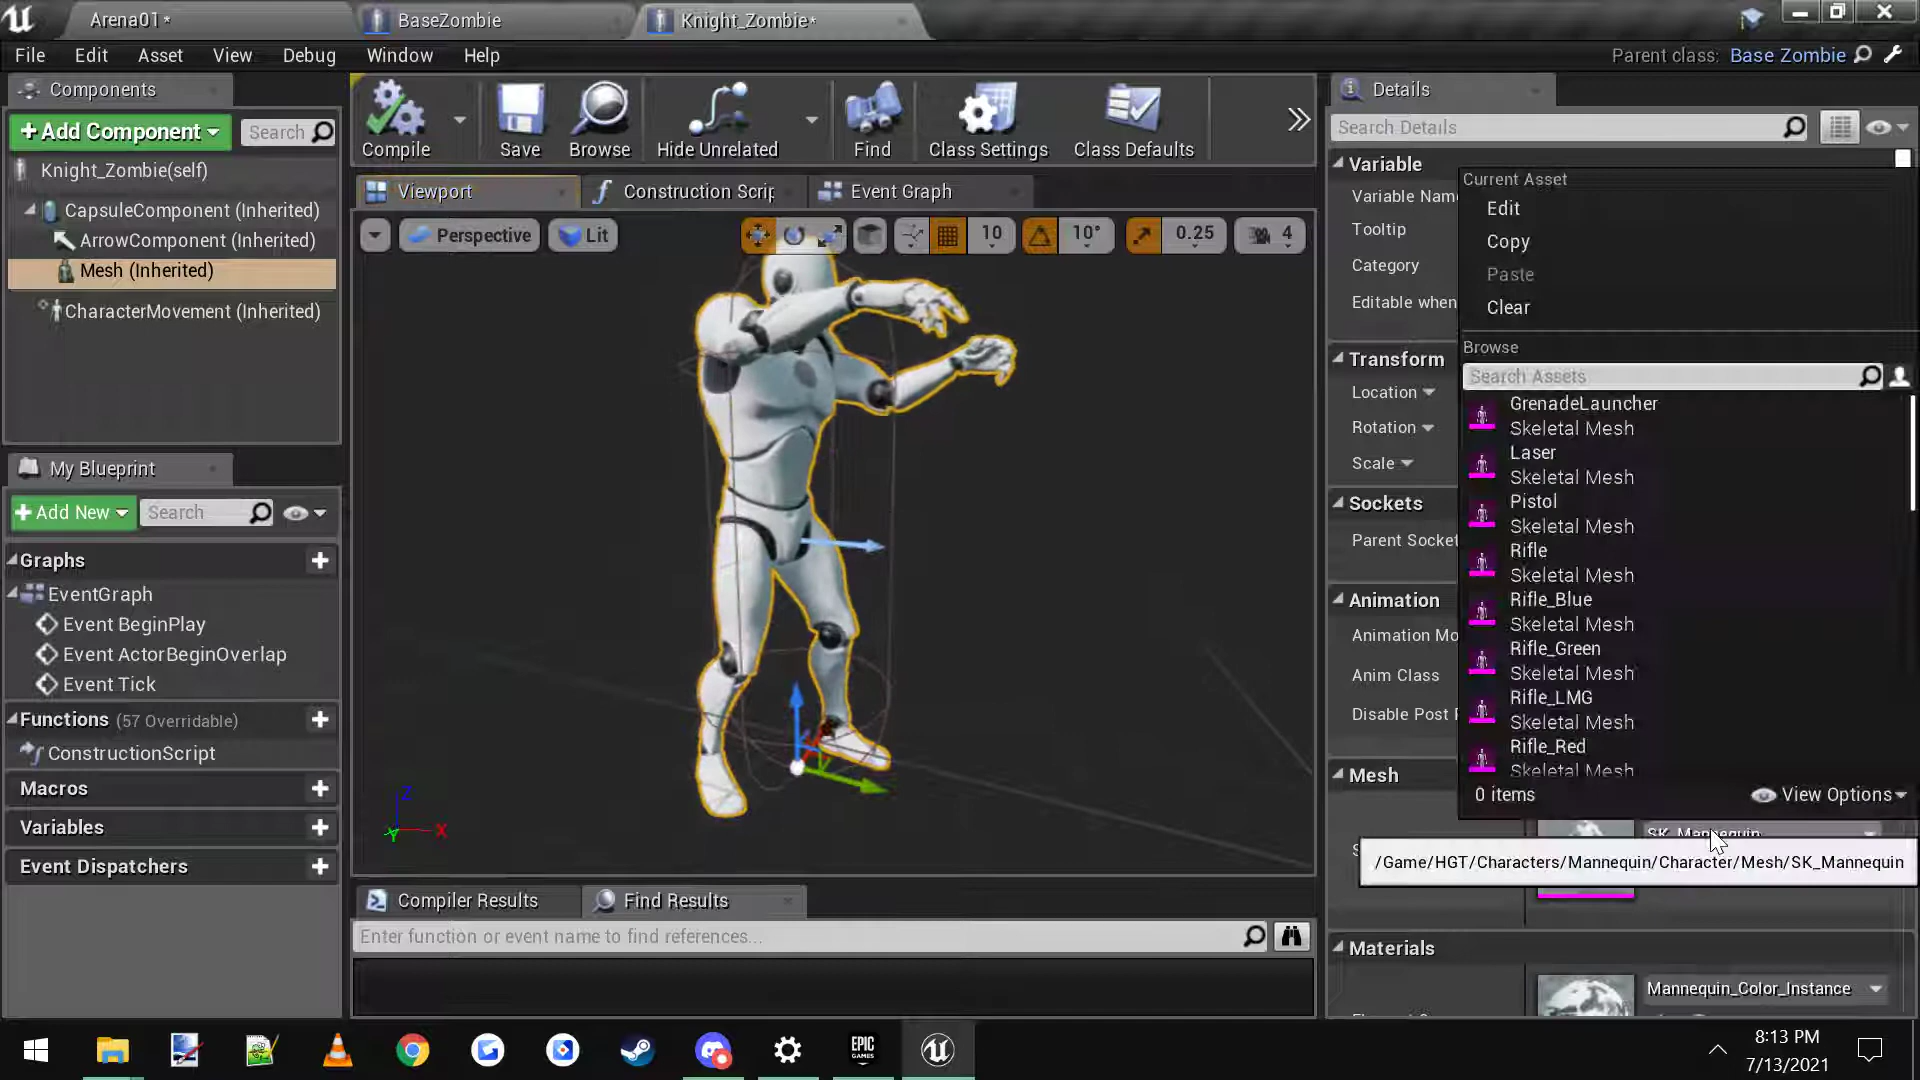 Arena01*
BaseZombie
Knight_Zombie*
File Edit Asset View Debug Window Help
Parent class: Base Zombie
Components
+Add Component
Search
Knight_Zombie(self)
CapsuleComponent (Inherited)
ArrowComponent (Inherited)
Mesh (Inherited)
CharacterMovement (Inherited)
My Blueprint
+Add New
Search
Graphs
EventGraph
Event BeginPlay
Event ActorBeginOverlap
Event Tick
Functions (57 Overridable)
ConstructionScript
Macros
Variables
Event Dispatchers
Compile
Save
Browse
Hide Unrelated
Find
Class Settings
Class Defaults
Viewport
Construction Scrip
Event Graph
Perspective
Lit
10
10°
0.25
4
Z
X
Y
Compiler Results
Find Results
Enter function or event name to find references...
Details
Search Details
Variable
Variable Nam
Tooltip
Category
Editable when
Transform
Location
Rotation
Scale
Sockets
Parent Socket
Animation
Animation Mo
Anim Class
Disable Post
Mesh
Current Asset
Edit
Copy
Paste
Clear
Browse
Search Assets
GrenadeLauncher
Skeletal Mesh
Laser
Skeletal Mesh
Pistol
Skeletal Mesh
Rifle
Skeletal Mesh
Rifle_Blue
Skeletal Mesh
Rifle_Green
Skeletal Mesh
Rifle_LMG
Skeletal Mesh
Rifle_Red
Skeletal Mesh
0 items
View Options
SK_Mannequin
/Game/HGT/Characters/Mannequin/Character/Mesh/SK_Mannequin
Materials
Mannequin_Color_Instance
EPIC
GAMES
8:13 PM
7/13/2021